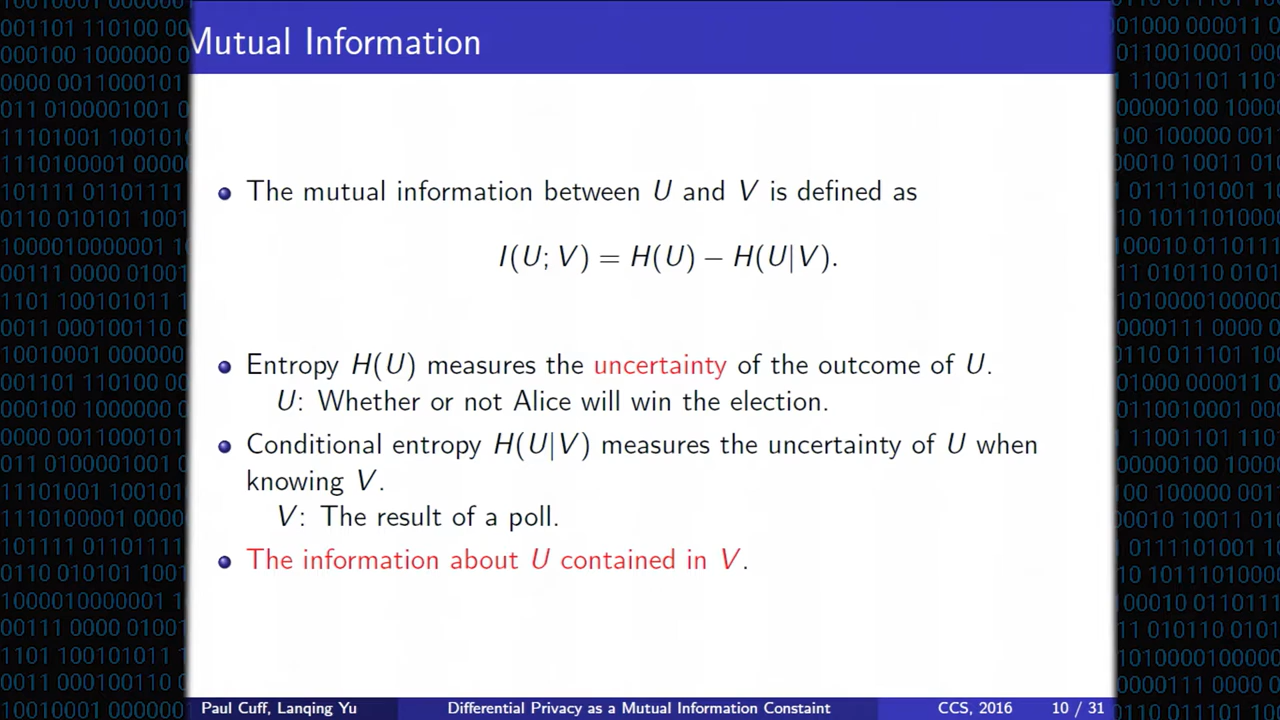 Mutual Information
The mutual information between U and V is defined as
I(U; V) = H(U) − H(U|V).
Entropy H(U) measures the uncertainty of the outcome of U.
U: Whether or not Alice will win the election.
Conditional entropy H(U|V) measures the uncertainty of U when
knowing V.
V: The result of a poll.
The information about U contained in V.
Paul Cuff, Lanqing Yu
Differential Privacy as a Mutual Information Constaint
CCS, 2016
10 / 31